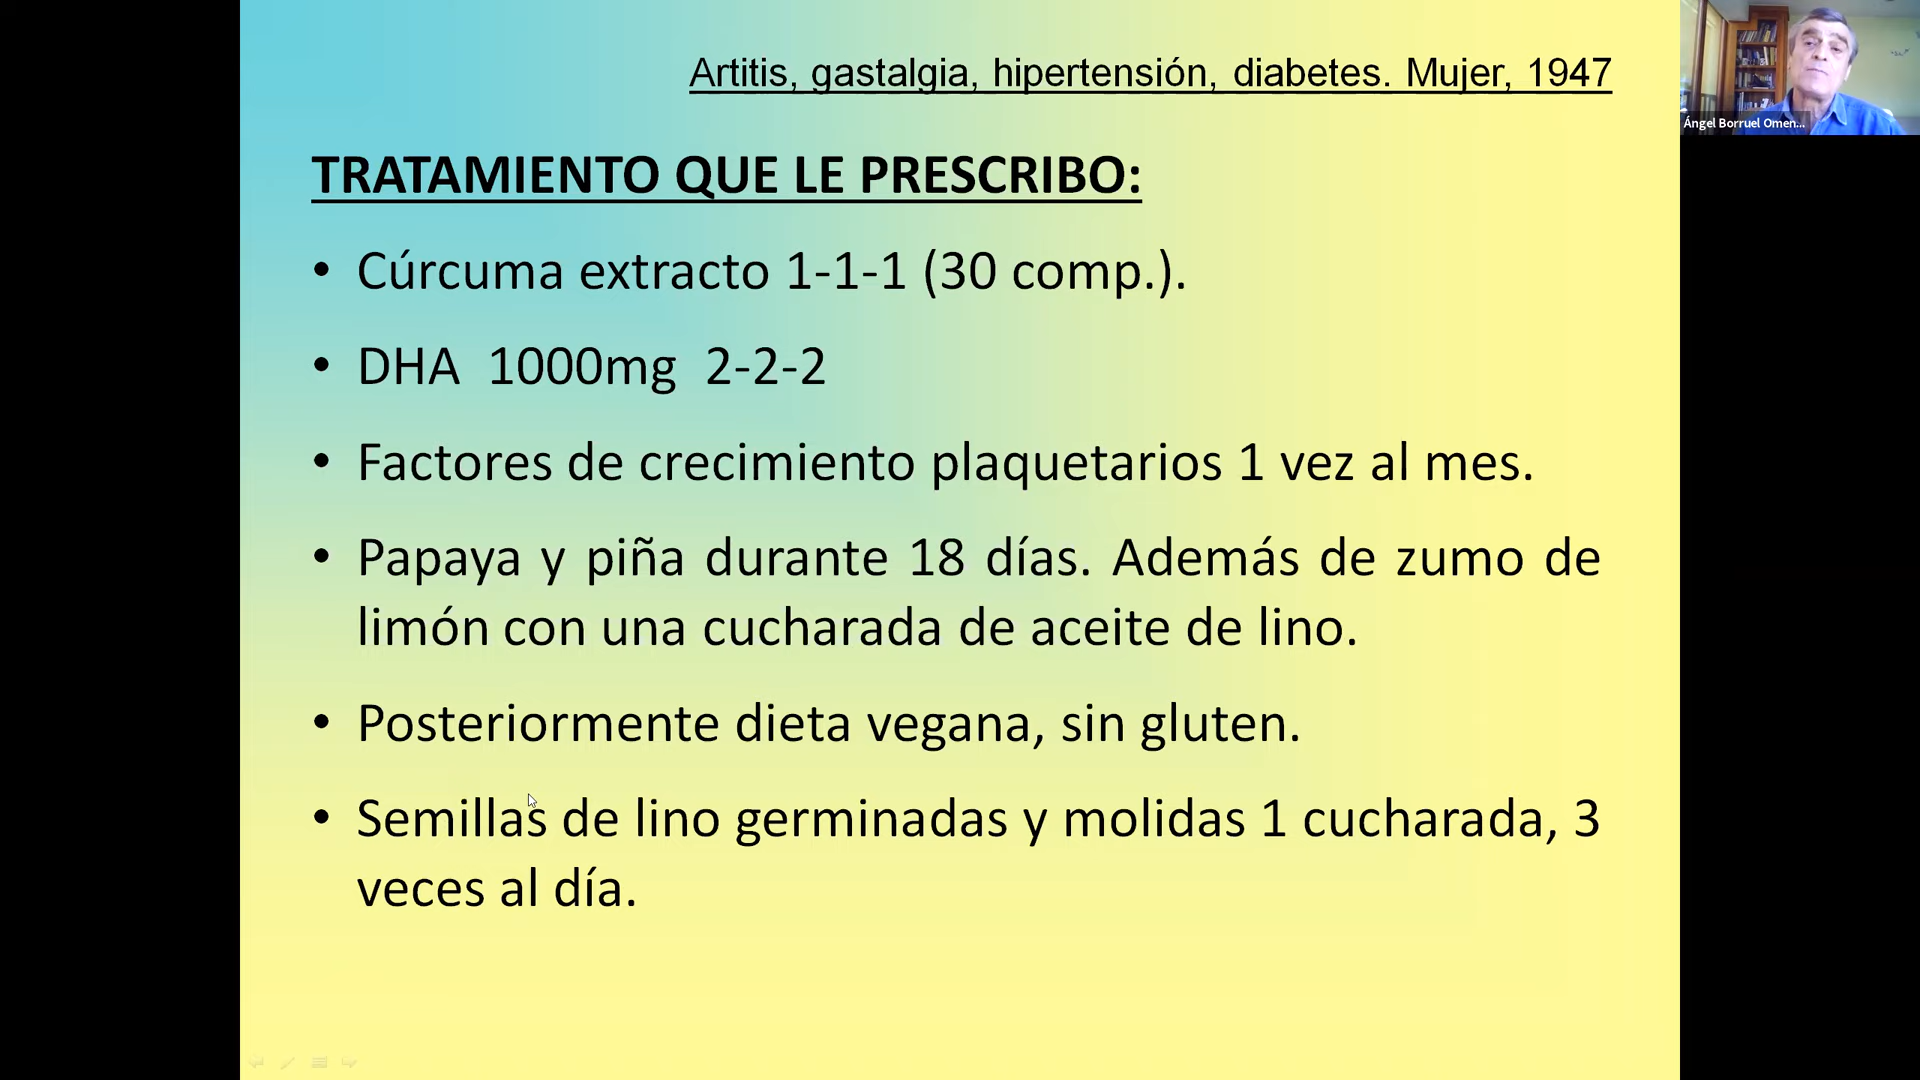 Artitis, gastalgia, hipertensión, diabetes. Mujer, 1947
Ángel Borruel Omen...
TRATAMIENTO QUE LE PRESCRIBO:
• Cúrcuma extracto 1-1-1 (30 comp.).
• DHA 1000mg 2-2-2
• Factores de crecimiento plaquetarios 1 vez al mes.
• Papaya y piña durante 18 días. Además de zumo de
limón con una cucharada de aceite de lino.
• Posteriormente dieta vegana, sin gluten.
• Semillas de lino germinadas y molidas 1 cucharada, 3
veces al día.